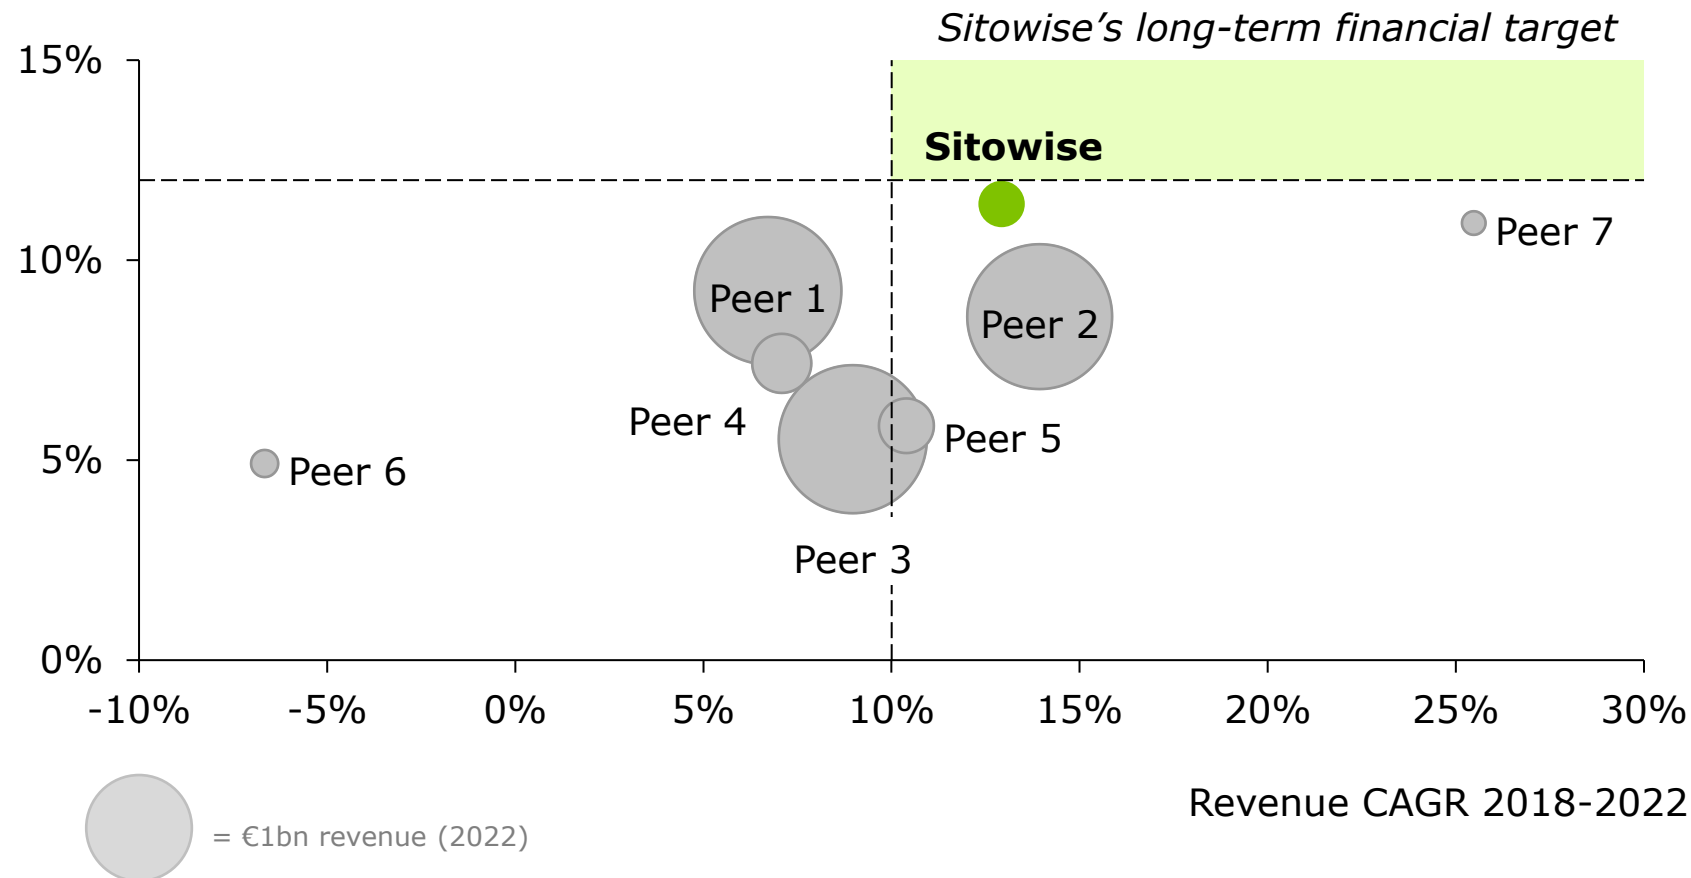 Sitowise's long-term financial target
15%
Sitowise
Peer 7
10%
Peer 1
Peer 2
Peer 4
Peer 5
5%
Peer 6
Peer 3
0%
-10% -5% 0% 5% 10% 15% 20% 25% 30%
Revenue CAGR 2018-2022
= €1bn revenue (2022)